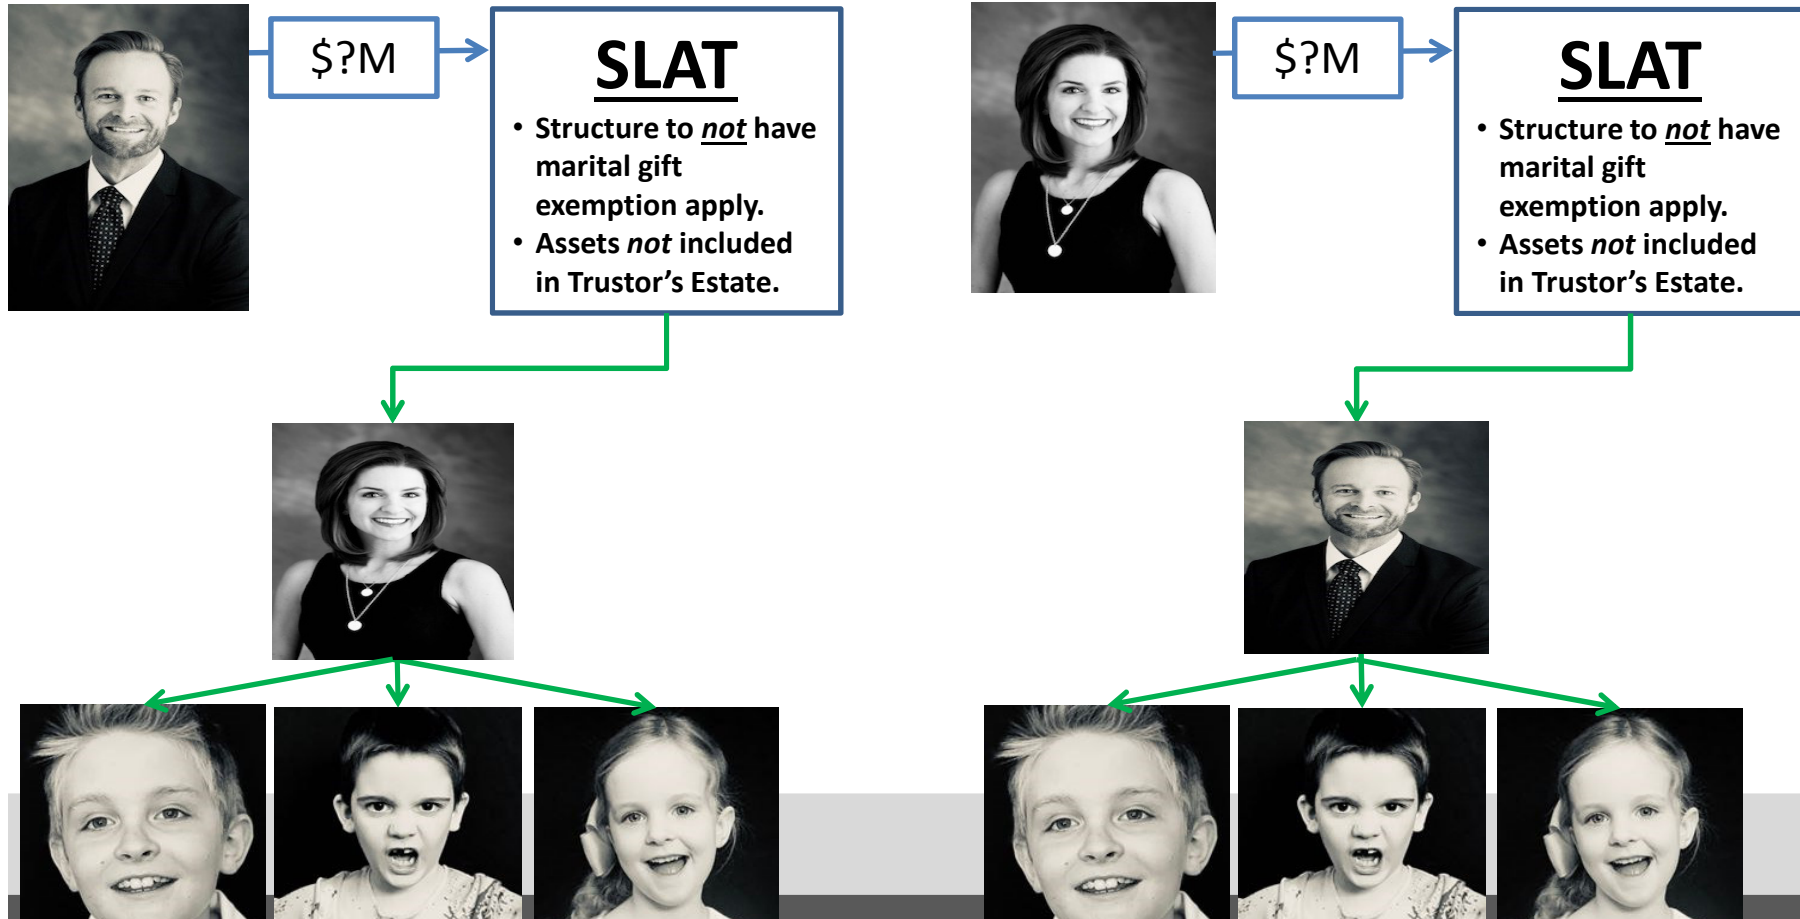 $?M
SLAT
• Structure to not have
marital gift
exemption apply.
• Assets not included
in Trustor’s Estate.
$?M
SLAT
• Structure to not have
marital gift
exemption apply.
• Assets not included
in Trustor’s Estate.